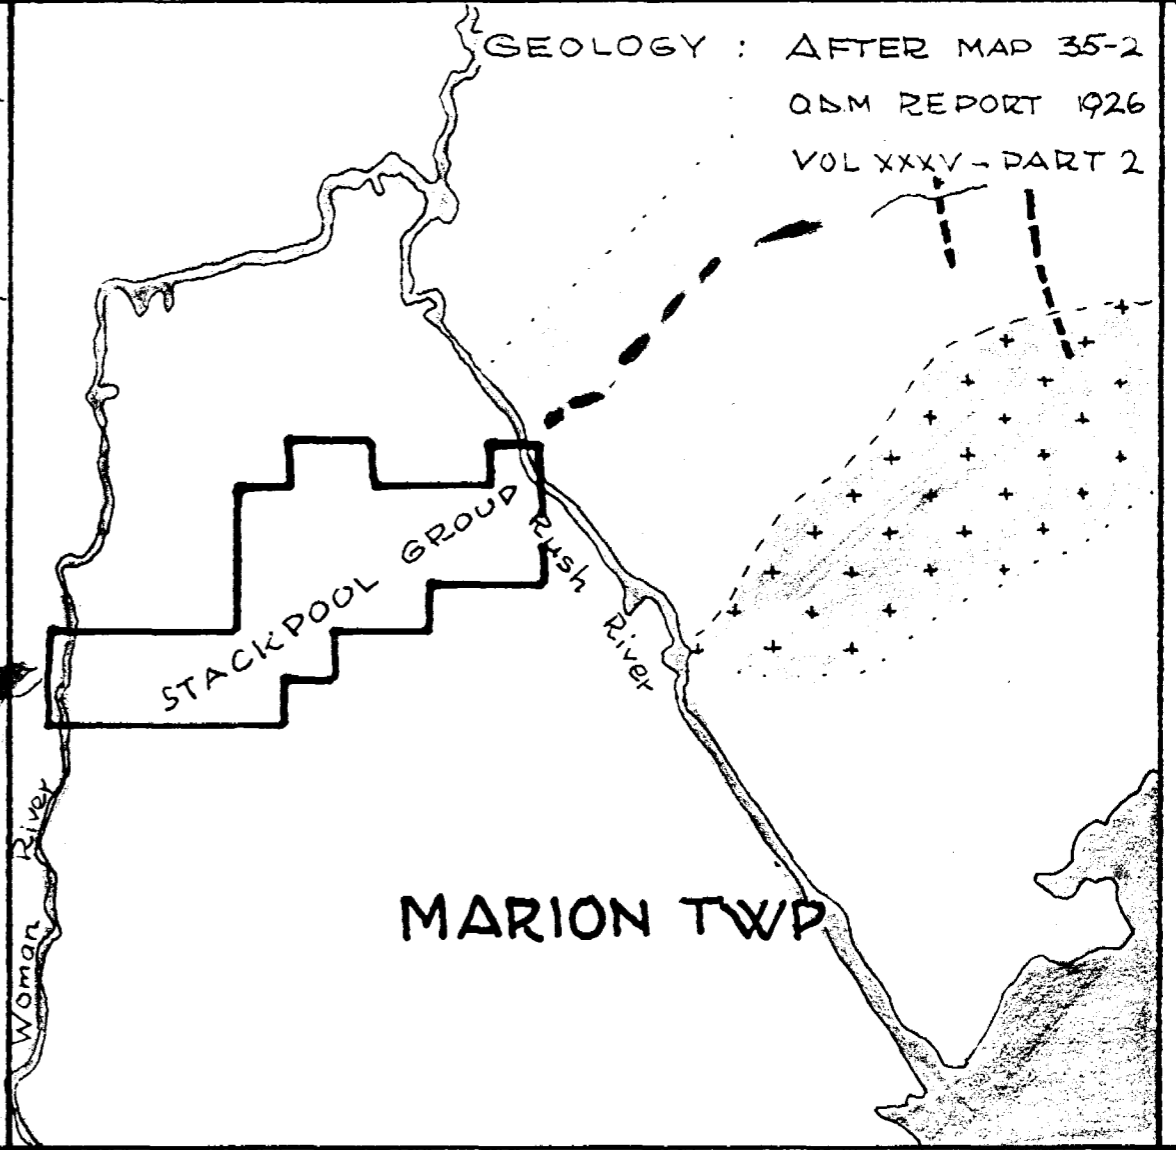 GEOLOGY : AFTER MAP 35-2
ODM REPORT 1926
VOL XXXV - PART 2
STACKPOOL GROUP
Rush River
Woman River
MARION TWP